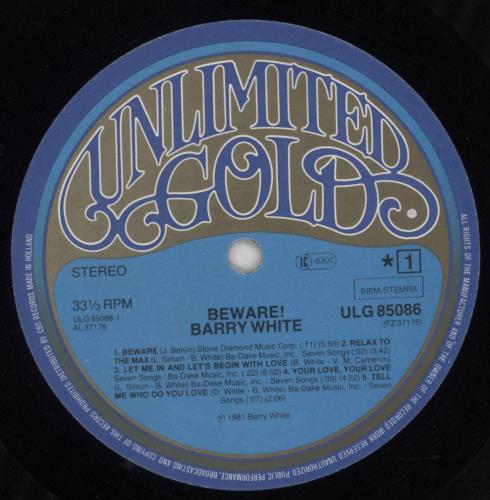 UNLIMITED
GOLD
STEREO
LC 6307
* 1
BIEM/STEMRA
33⅓ RPM
ULG 85086-1
AL 37176
BEWARE!
BARRY WHITE
ULG 85086
(FZ 37176)
1. BEWARE (J. Belvin) Stone Diamond Music Corp. (:11) (5.50) 2. RELAX TO
THE MAX (L. Simon - B. White) Ba-Dake Music, Inc. / Seven Songs / (:02) (3.42)
3. LET ME IN AND LET'S BEGIN WITH LOVE (B. White - V. M. Cameron)
Seven Songs / Ba-Dake Music, Inc. / (:22) (6:02) 4. YOUR LOVE, YOUR LOVE
(L. Simon - B. White) Ba-Dake Music, Inc. / Seven Songs / (:03) (4:22) 5. TELL
ME WHO DO YOU LOVE (O. White - B. White) Ba-Dake Music, Inc. / Seven
Songs (:07) (2:06)
℗ 1981 Barry White
ALL RIGHTS OF THE MANUFACTURER AND OF THE OWNER OF THE RECORDED WORK RESERVED UNAUTHORIZED PUBLIC PERFORMANCE, BROADCASTING AND COPYING OF THIS RECORD PROHIBITED DISTRIBUTED BY CBS RECORDS MADE IN HOLLAND